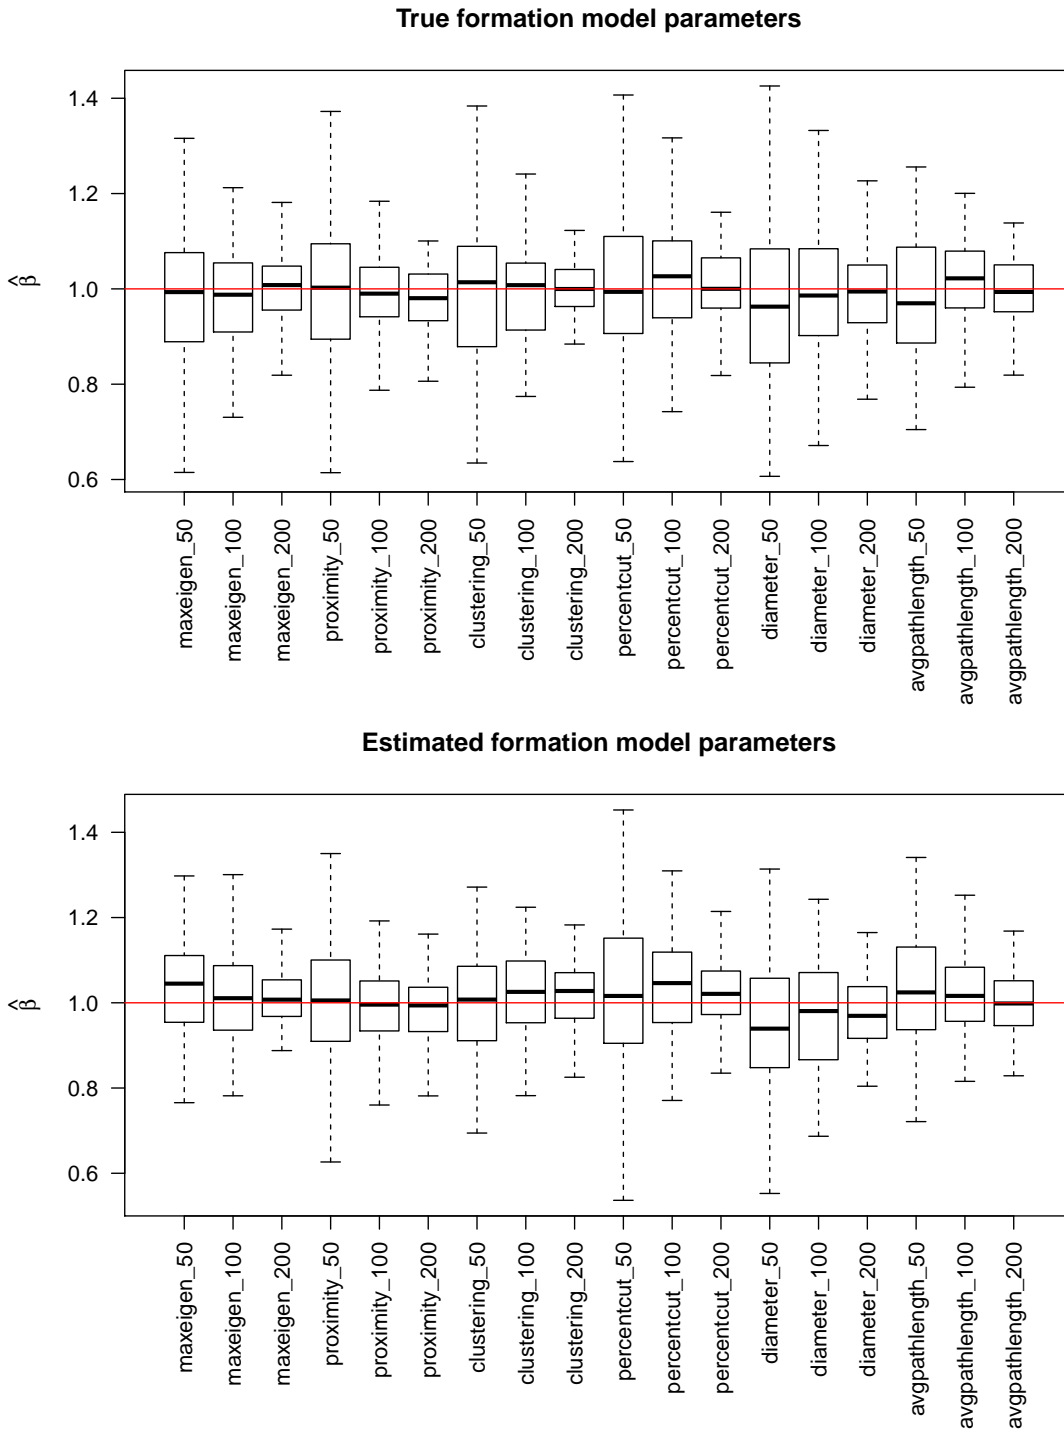 True formation model parameters
1.4
1.2
1.0
0.8
0.6
β̂
maxeigen_50
maxeigen_100
maxeigen_200
proximity_50
proximity_100
proximity_200
clustering_50
clustering_100
clustering_200
percentcut_50
percentcut_100
percentcut_200
diameter_50
diameter_100
diameter_200
avgpathlength_50
avgpathlength_100
avgpathlength_200
Estimated formation model parameters
1.4
1.2
1.0
0.8
0.6
β̂
maxeigen_50
maxeigen_100
maxeigen_200
proximity_50
proximity_100
proximity_200
clustering_50
clustering_100
clustering_200
percentcut_50
percentcut_100
percentcut_200
diameter_50
diameter_100
diameter_200
avgpathlength_50
avgpathlength_100
avgpathlength_200